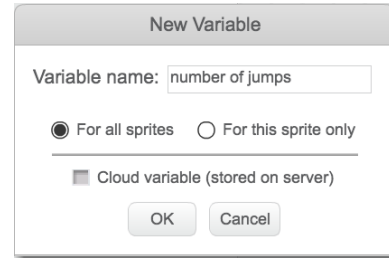 New Variable
Variable name: number of jumps
For all sprites For this sprite only
Cloud variable (stored on server)
OK Cancel